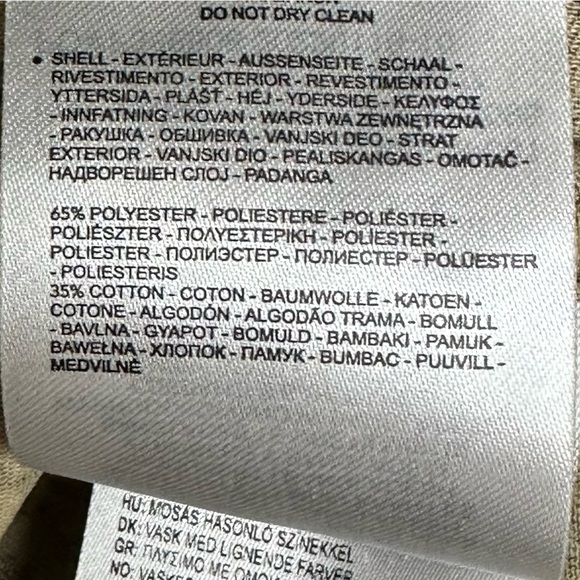 DO NOT DRY CLEAN
• SHELL - EXTÉRIEUR - AUSSENSEITE - SCHAAL -
RIVESTIMENTO - EXTERIOR - REVESTIMENTO -
YTTERSIDA - PLÁŠŤ - HÉJ - YDERSIDE - ΚΕΛΥΦΟΣ
- INNFATNING - KOVAN - WARSTWA ZEWNĘTRZNA
- РАКУШКА - ОБШИВКА - VANJSKI DEO - STRAT
EXTERIOR - VANJSKI DIO - PEALISKANGAS - OMOTAČ -
НАДВОРЕШЕН СЛОЈ - PADANGA
65% POLYESTER - POLIESTERE - POLIÉSTER -
POLIÉSZTER - ΠΟΛΥΕΣΤΕΡΙΚΗ - POLIESTER -
POLIESTER - ПОЛИЭСТЕР - ПОЛИЕСТЕР - POLÜESTER
- POLIESTERIS
35% COTTON - COTON - BAUMWOLLE - KATOEN -
COTONE - ALGODÓN - ALGODÃO TRAMA - BOMULL
- BAVLNA - GYAPOT - BOMULD - BAMBAKI - PAMUK -
BAWEŁNA - ХЛОПОК - ПАМУК - BUMBAC - PUUVILL -
MEDVILNĖ
HU: MOSÁS HASONLÓ SZÍNEKKEL
DK: VASK MED LIGNENDE FARVER
GR: ΠΛΥΣΙΜΟ ΜΕ
NO: